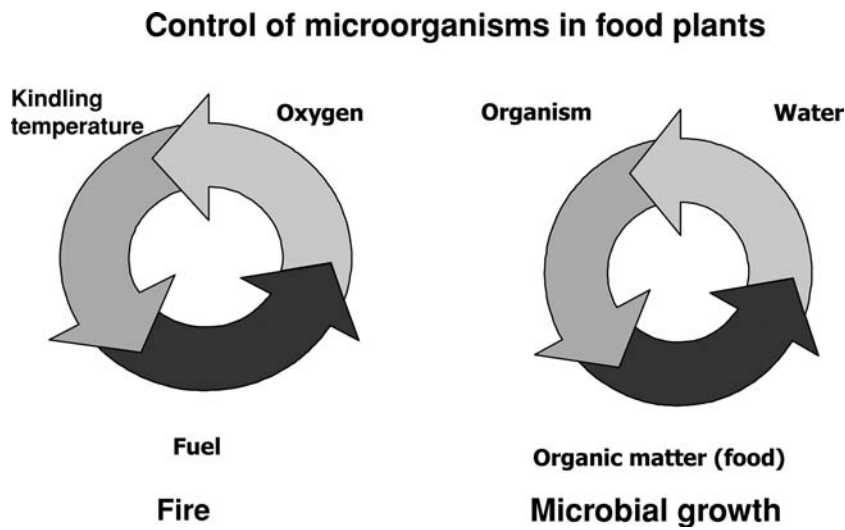 Control of microorganisms in food plants
Kindling
temperature
Oxygen
Fuel
Fire
Organism
Water
Organic matter (food)
Microbial growth